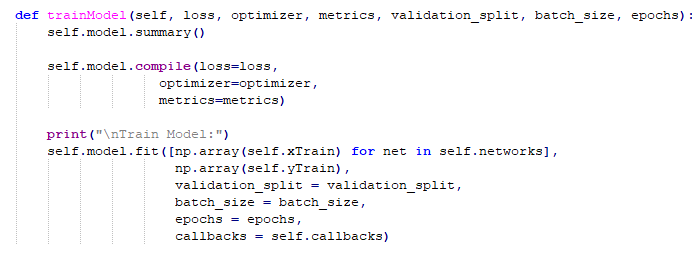 def trainModel(self, loss, optimizer, metrics, validation_split, batch_size, epochs):
    self.model.summary()

    self.model.compile(loss=loss,
                  optimizer=optimizer,
                  metrics=metrics)

    print("\nTrain Model:")
    self.model.fit([np.array(self.xTrain) for net in self.networks],
                    np.array(self.yTrain),
                    validation_split = validation_split,
                    batch_size = batch_size,
                    epochs = epochs,
                    callbacks = self.callbacks)